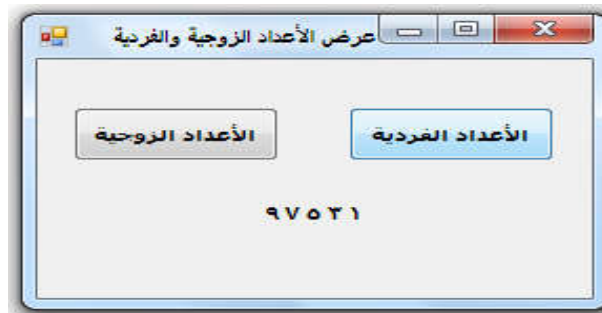 عرض الأعداد الزوجية والفردية
الأعداد الفردية
الأعداد الزوجية
٩٧٥٣١